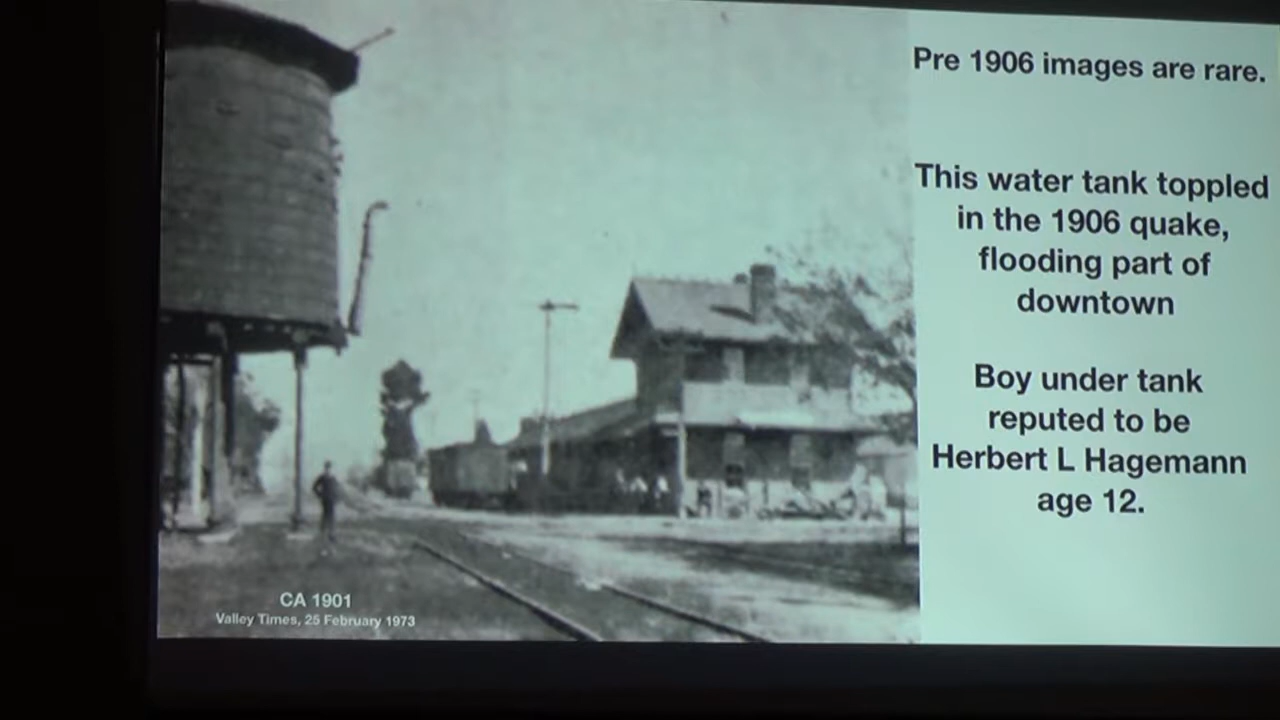 Pre 1906 images are rare.
This water tank toppled
in the 1906 quake,
flooding part of
downtown
Boy under tank
reputed to be
Herbert L Hagemann
age 12.
CA 1901
Valley Times, 25 February 1973